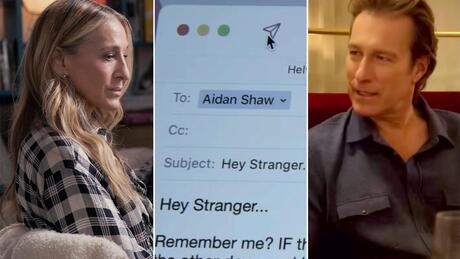 Hel
To: Aidan Shaw
Cc:
Subject: Hey Stranger.
Hey Stranger...
Remember me? IF th